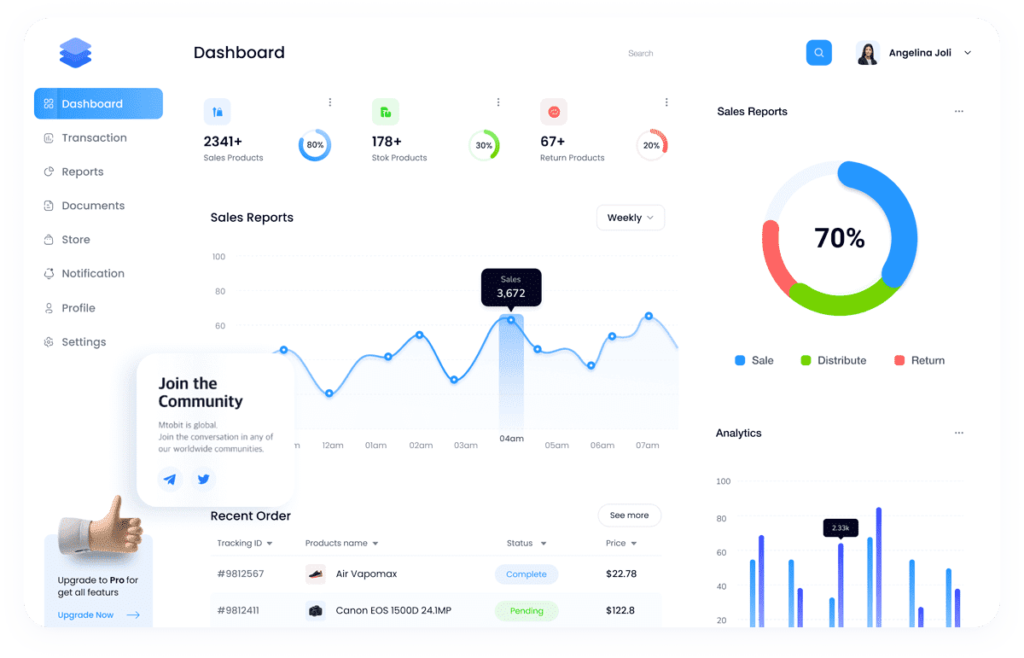 Dashboard
Search
Angelina Joli
Dashboard
Transaction
Reports
Documents
Store
Notification
Profile
Settings
2341+
Sales Products
80%
178+
Stok Products
30%
67+
Return Products
20%
Sales Reports
Weekly
100
80
60
Sales
3,672
12am
01am
02am
03am
04am
05am
06am
07am
Join the
Community
Mtobit is global.
Join the conversation in any of
our worldwide communities.
Upgrade to Pro for
get all featurs
Upgrade Now
Recent Order
See more
Tracking ID
Products name
Status
Price
#9812567
Air Vapomax
Complete
$22.78
#9812411
Canon EOS 1500D 24.1MP
Pending
$122.8
Sales Reports
70%
Sale
Distribute
Return
Analytics
100
80
60
40
20
2.33k